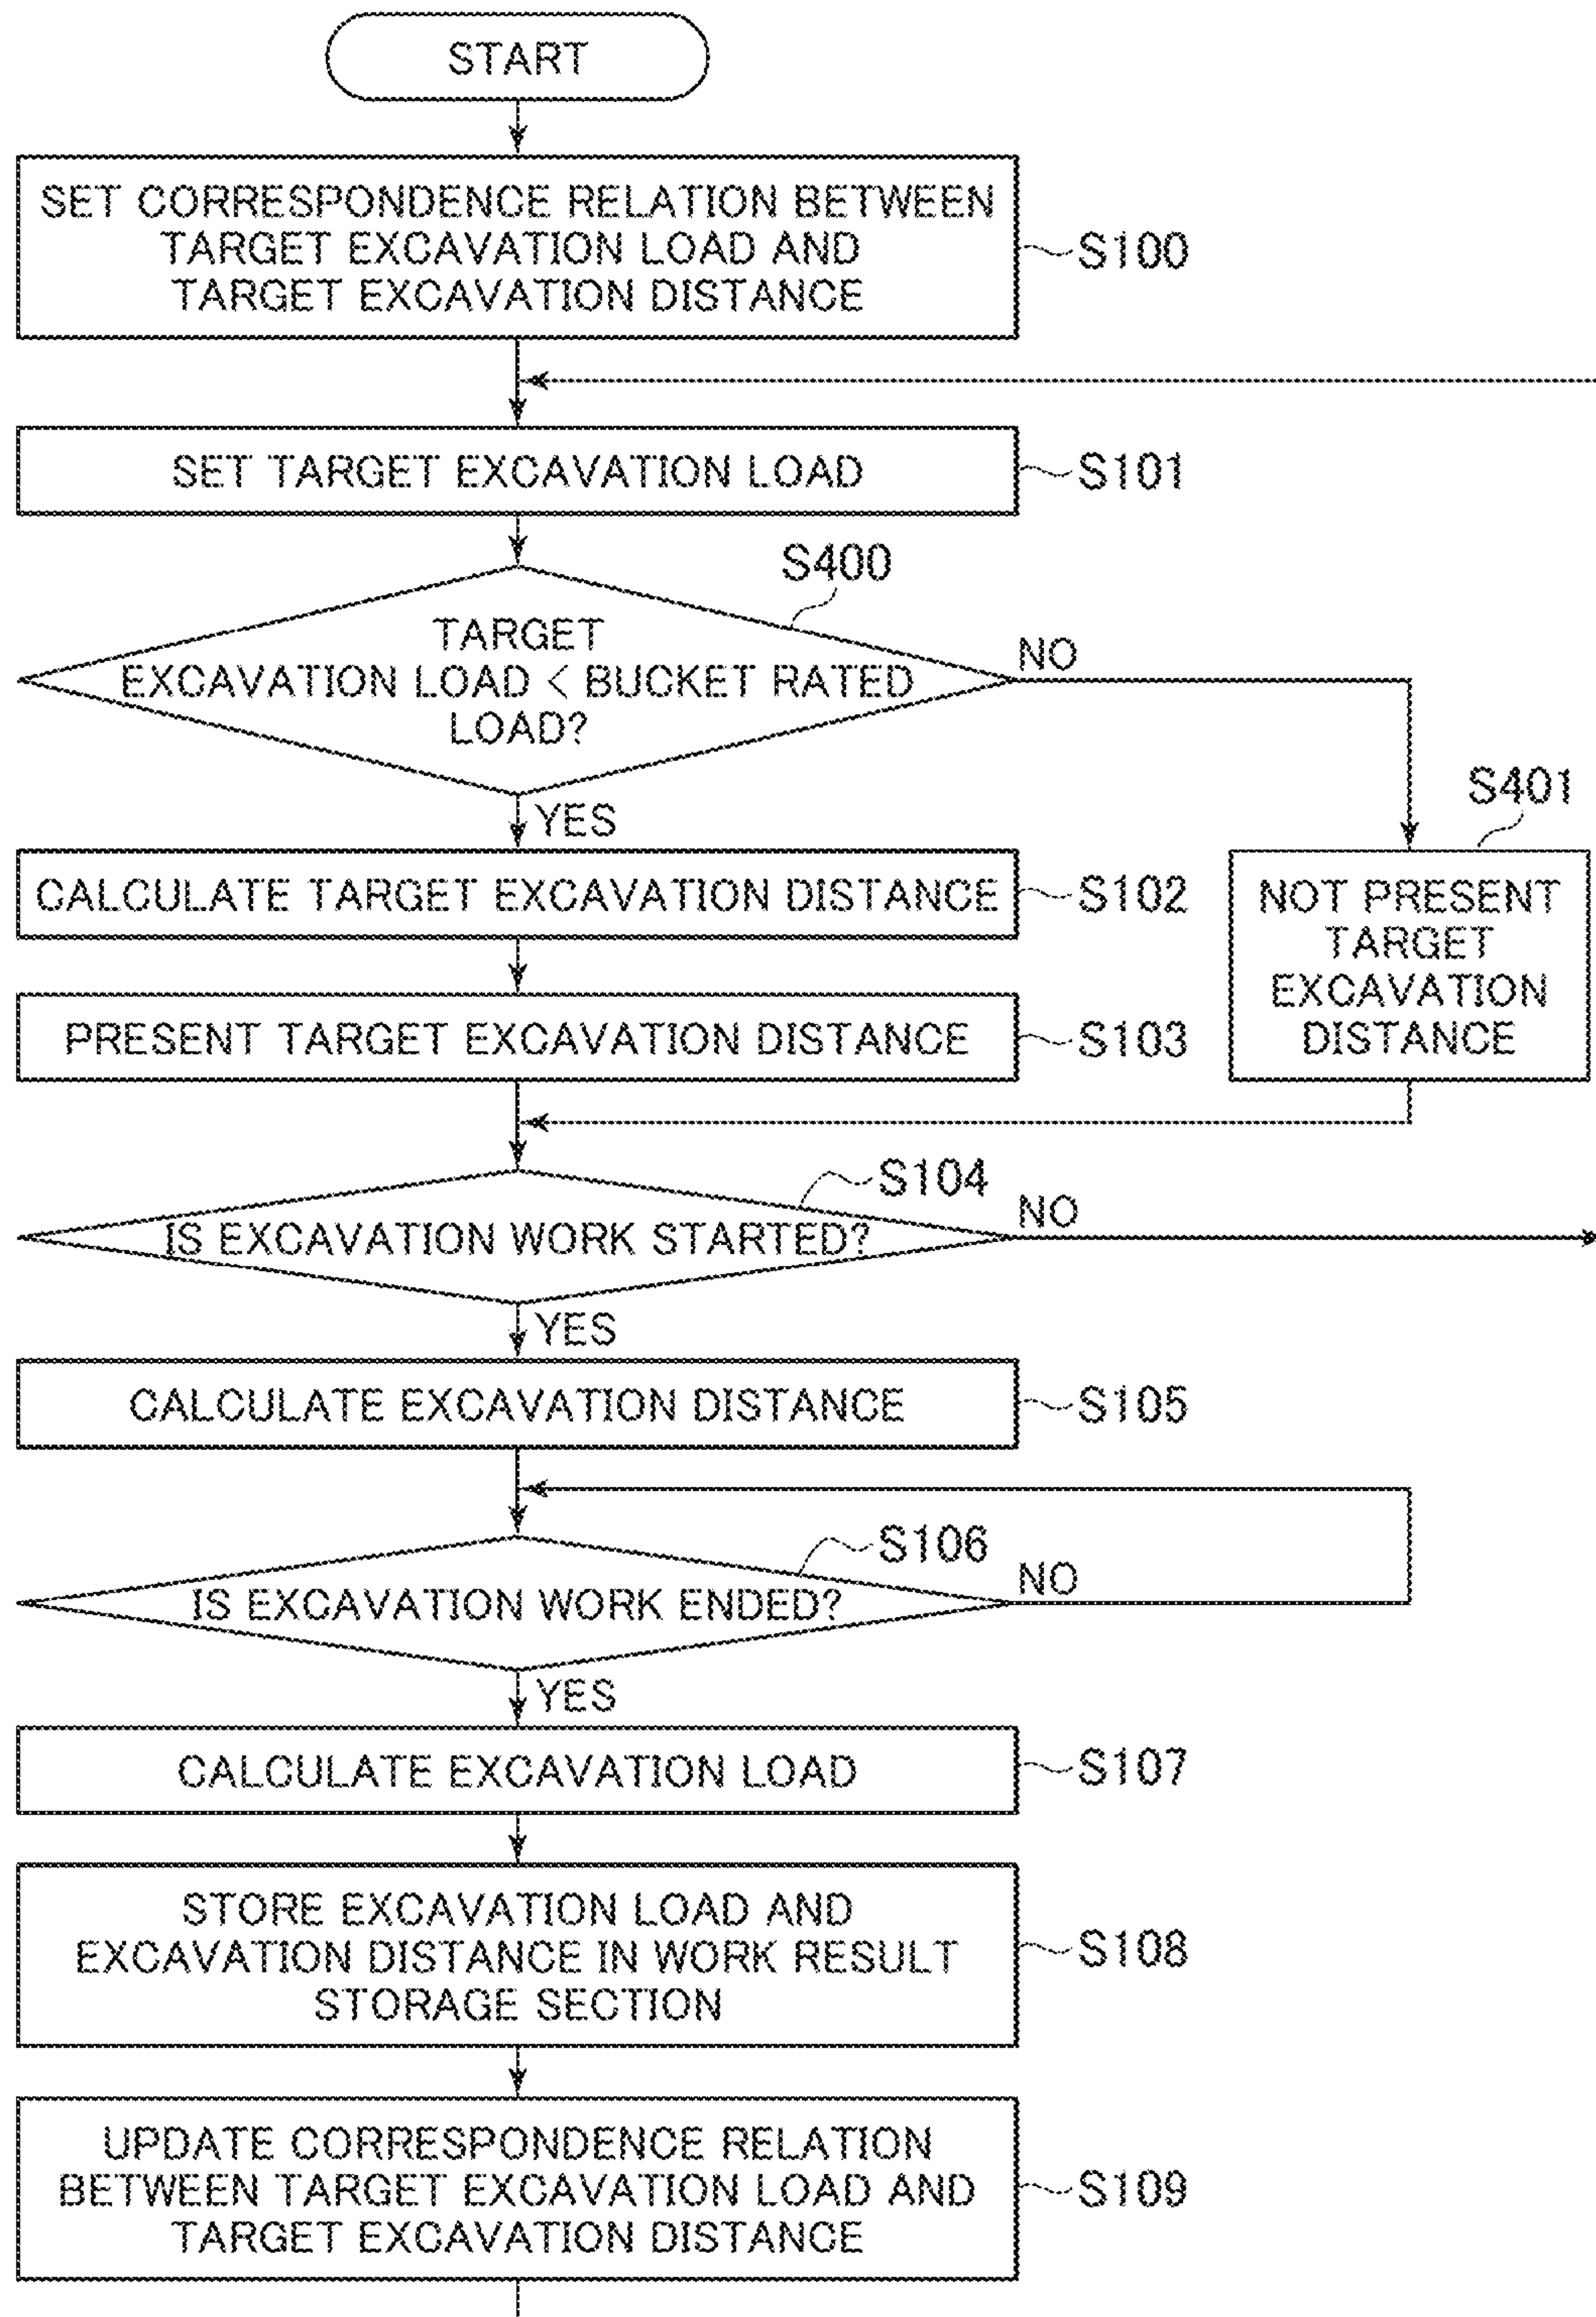 START
SET CORRESPONDENCE RELATION BETWEEN
TARGET EXCAVATION LOAD AND
TARGET EXCAVATION DISTANCE
S100
SET TARGET EXCAVATION LOAD
S101
S400
TARGET
EXCAVATION LOAD < BUCKET RATED
LOAD?
NO
YES
S401
CALCULATE TARGET EXCAVATION DISTANCE
S102
NOT PRESENT
TARGET
EXCAVATION
DISTANCE
PRESENT TARGET EXCAVATION DISTANCE
S103
S104
IS EXCAVATION WORK STARTED?
NO
YES
CALCULATE EXCAVATION DISTANCE
S105
S106
IS EXCAVATION WORK ENDED?
NO
YES
CALCULATE EXCAVATION LOAD
S107
STORE EXCAVATION LOAD AND
EXCAVATION DISTANCE IN WORK RESULT
STORAGE SECTION
S108
UPDATE CORRESPONDENCE RELATION
BETWEEN TARGET EXCAVATION LOAD AND
TARGET EXCAVATION DISTANCE
S109